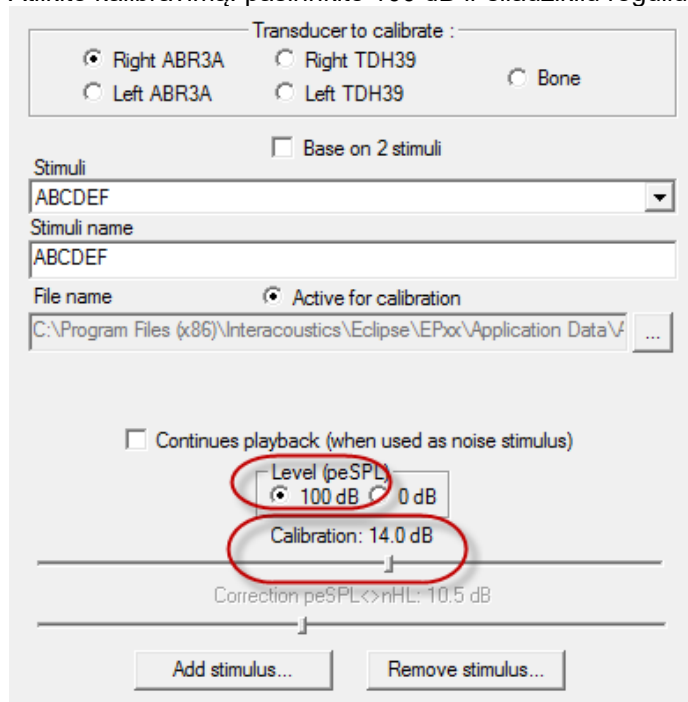 Transducer to calibrate :
Right ABR3A Right TDH39
Bone
Left ABR3A Left TDH39
Base on 2 stimuli
Stimuli
ABCDEF
Stimuli name
ABCDEF
File name Active for calibration
C:\Program Files (x86)\Interacoustics\Eclipse\EPxx\Application Data\A ...
Continues playback (when used as noise stimulus)
Level (peSPL)
100 dB 0 dB
Calibration: 14.0 dB
Correction peSPL<>nHL: 10.5 dB
Add stimulus... Remove stimulus...